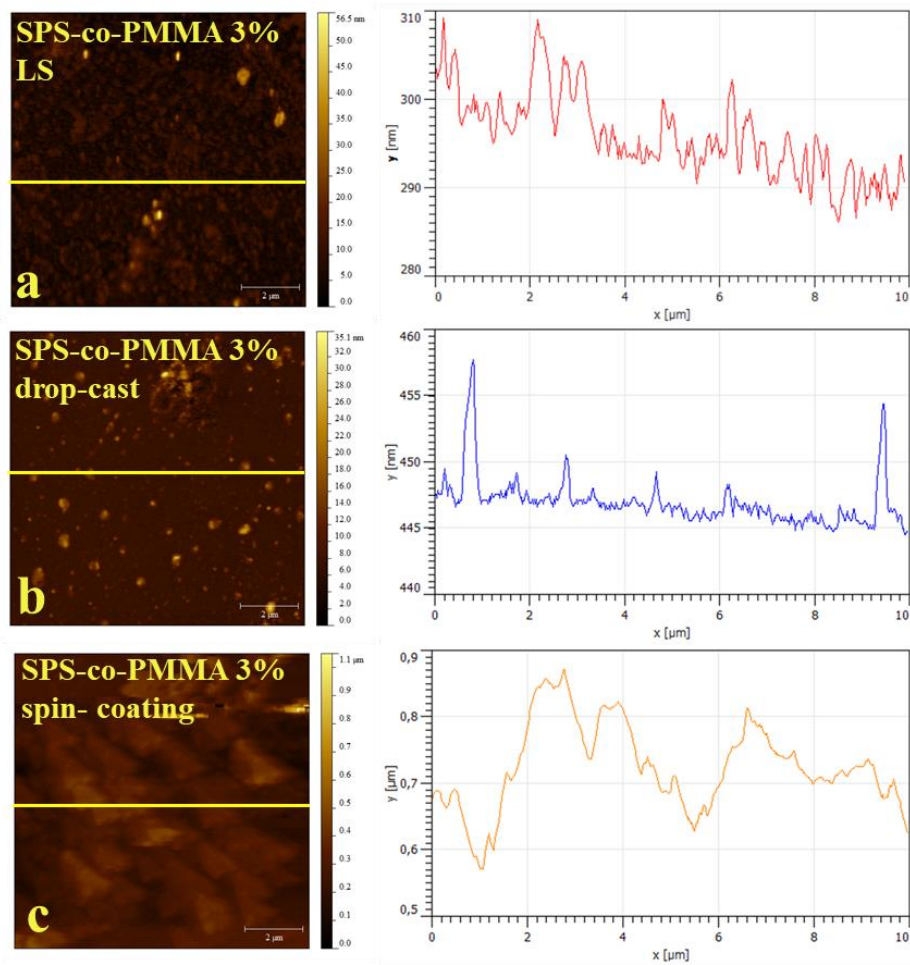 SPS-co-PMMA 3%
LS
a
2 μm
56.5 nm
50.0
45.0
40.0
35.0
30.0
25.0
20.0
15.0
10.0
5.0
0.0
310
300
290
280
y [nm]
0 2 4 6 8 10
x [μm]
SPS-co-PMMA 3%
drop-cast
b
2 μm
35.1 nm
32.0
30.0
28.0
26.0
24.0
22.0
20.0
18.0
16.0
14.0
12.0
10.0
8.0
6.0
4.0
2.0
0.0
460
455
450
445
440
y [nm]
0 2 4 6 8 10
x [μm]
SPS-co-PMMA 3%
spin- coating
c
2 μm
1.1 μm
1.0
0.9
0.8
0.7
0.6
0.5
0.4
0.3
0.2
0.1
0.0
0,9
0,8
0,7
0,6
0,5
y [μm]
0 2 4 6 8 10
x [μm]